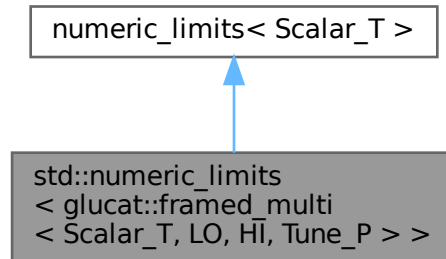 numeric_limits< Scalar_T >
std::numeric_limits
< glucat::framed_multi
< Scalar_T, LO, HI, Tune_P > >